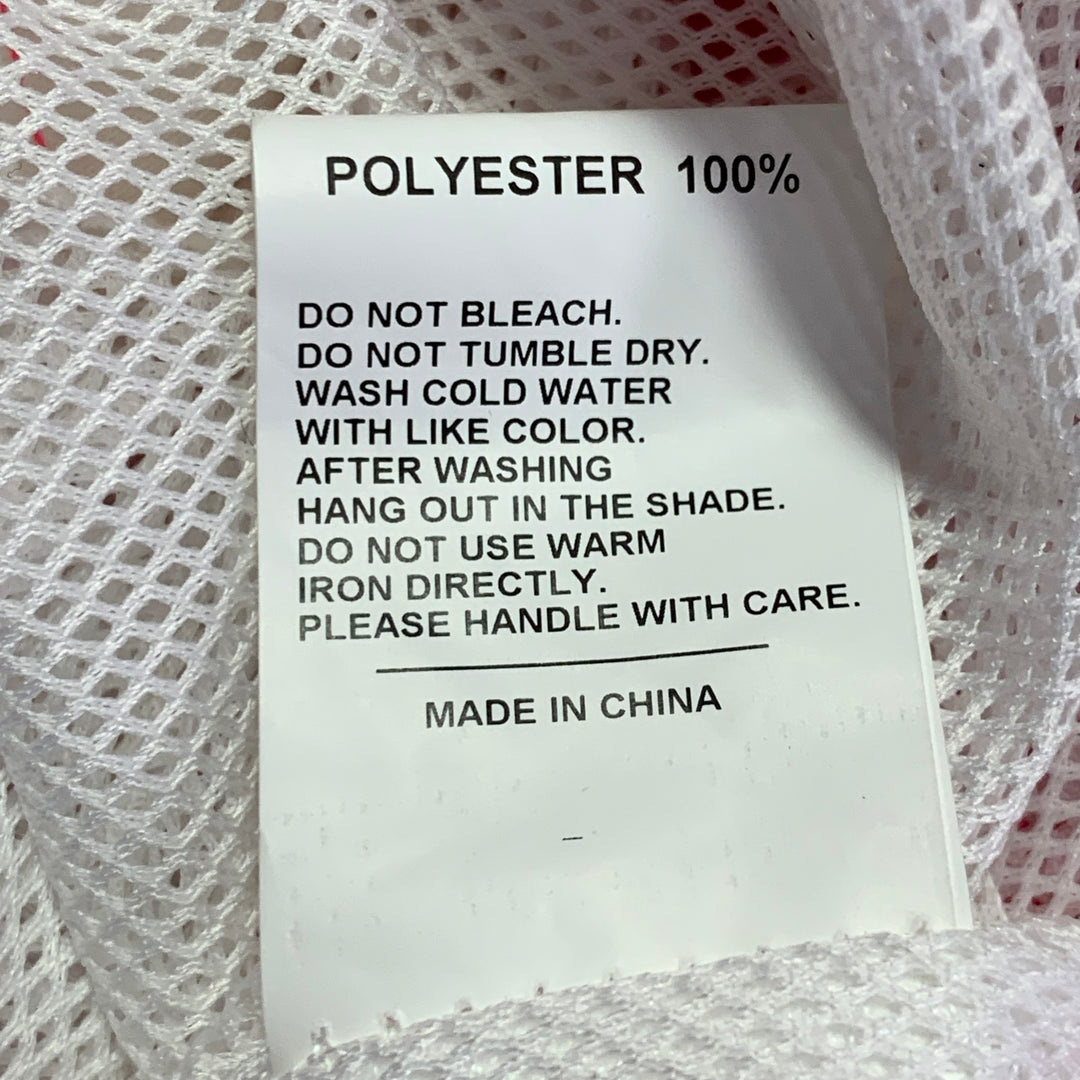 POLYESTER 100%
DO NOT BLEACH.
DO NOT TUMBLE DRY.
WASH COLD WATER
WITH LIKE COLOR.
AFTER WASHING
HANG OUT IN THE SHADE.
DO NOT USE WARM
IRON DIRECTLY.
PLEASE HANDLE WITH CARE.
MADE IN CHINA